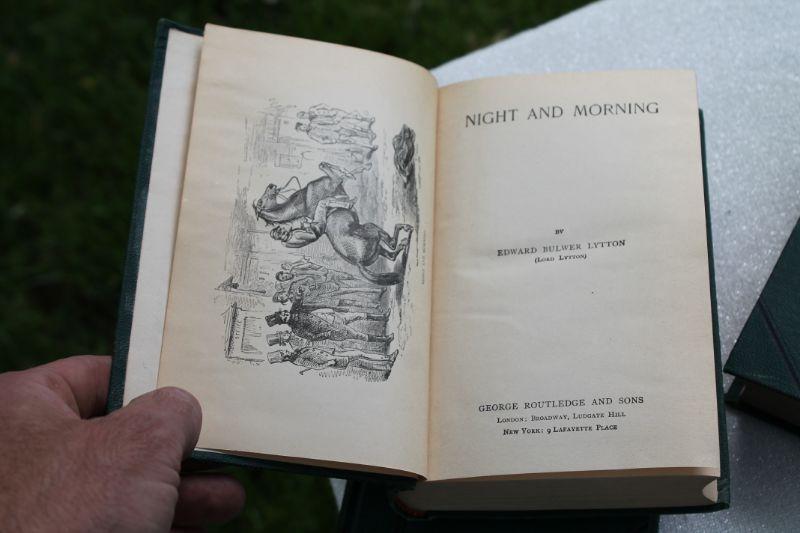 NIGHT AND MORNING
BY
EDWARD BULWER LYTTON
(LORD LYTTON)
GEORGE ROUTLEDGE AND SONS
LONDON: BROADWAY, LUDGATE HILL
NEW YORK: 9 LAFAYETTE PLACE